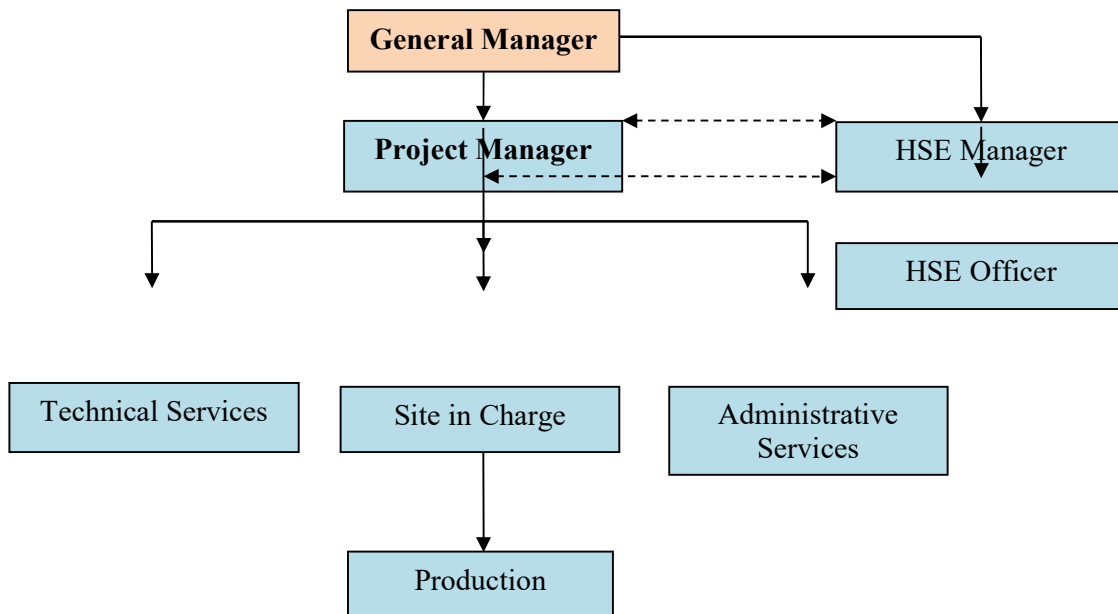 General Manager
Project Manager
HSE Manager
HSE Officer
Technical Services
Site in Charge
Administrative
Services
Production